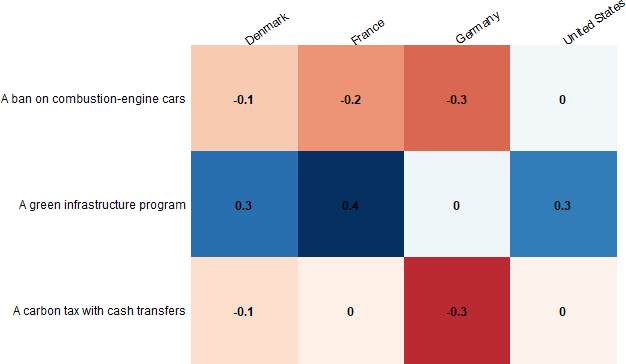 Denmark France Germany United States
A ban on combustion-engine cars -0.1 -0.2 -0.3 0
A green infrastructure program 0.3 0.4 0 0.3
A carbon tax with cash transfers -0.1 0 -0.3 0